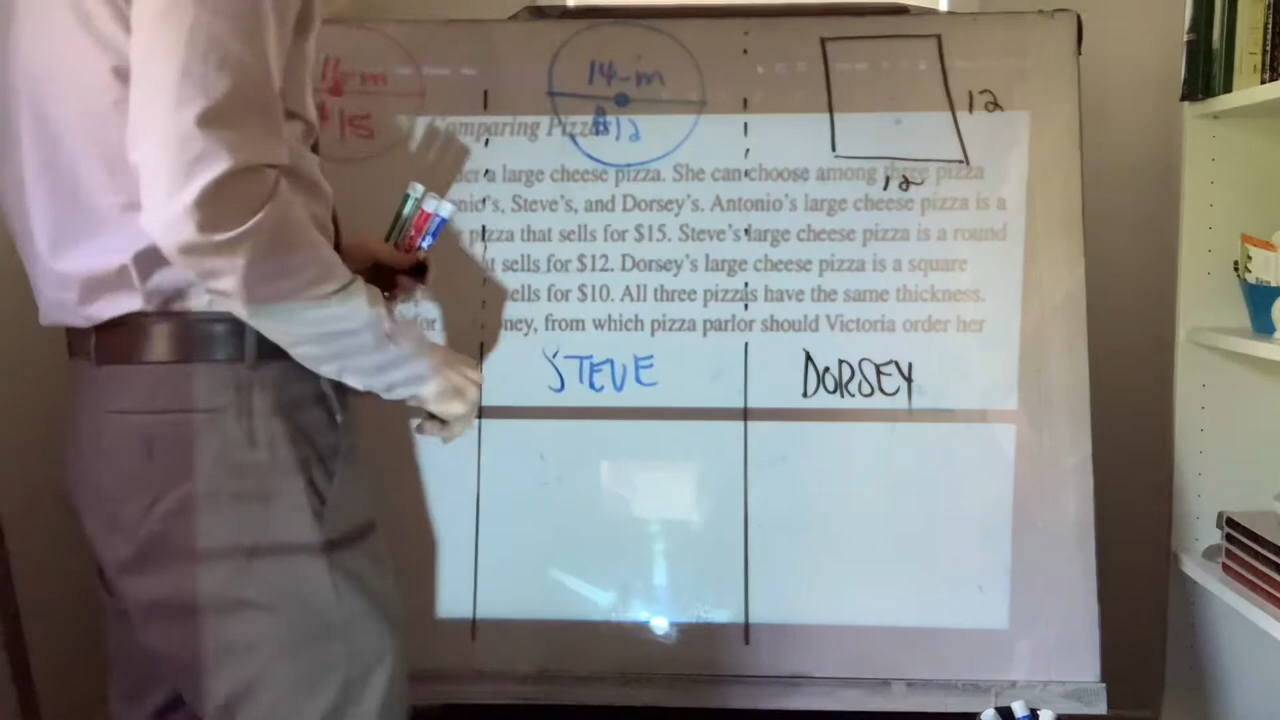 16-in
$15
14-in
$12
12
12
Comparing Pizzas
a large cheese pizza. She can choose among three pizza
Steve's, and Dorsey's. Antonio's large cheese pizza is a
pizza that sells for $15. Steve's large cheese pizza is a round
sells for $12. Dorsey's large cheese pizza is a square
sells for $10. All three pizzas have the same thickness.
from which pizza parlor should Victoria order her
STEVE
DORSEY